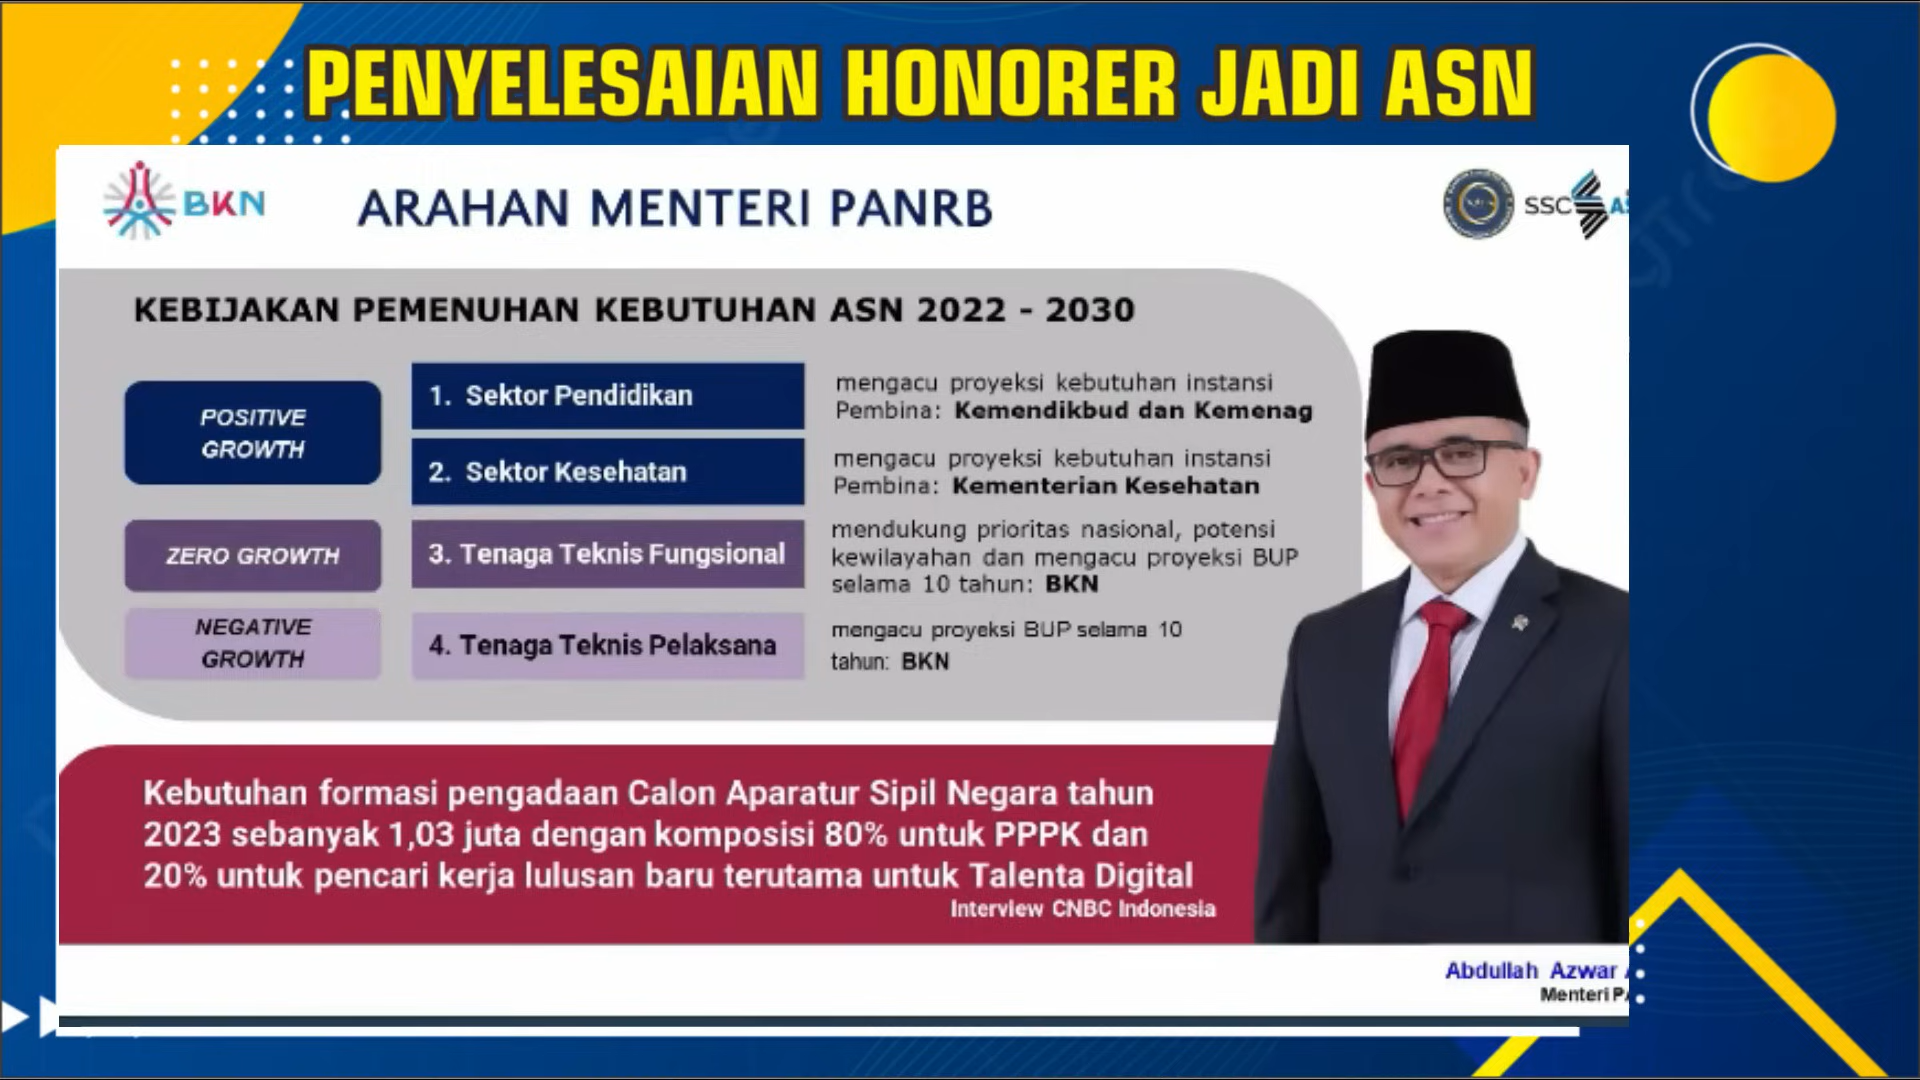 PENYELESAIAN HONORER JADI ASN
BKN
ARAHAN MENTERI PANRB
SSC
KEBIJAKAN PEMENUHAN KEBUTUHAN ASN 2022 - 2030
POSITIVE
GROWTH
1. Sektor Pendidikan
mengacu proyeksi kebutuhan instansi
Pembina: Kemendikbud dan Kemenag
2. Sektor Kesehatan
mengacu proyeksi kebutuhan instansi
Pembina: Kementerian Kesehatan
ZERO GROWTH
3. Tenaga Teknis Fungsional
mendukung prioritas nasional, potensi
kewilayahan dan mengacu proyeksi BUP
selama 10 tahun: BKN
NEGATIVE
GROWTH
4. Tenaga Teknis Pelaksana
mengacu proyeksi BUP selama 10
tahun: BKN
Kebutuhan formasi pengadaan Calon Aparatur Sipil Negara tahun
2023 sebanyak 1,03 juta dengan komposisi 80% untuk PPPK dan
20% untuk pencari kerja lulusan baru terutama untuk Talenta Digital
Interview CNBC Indonesia
Abdullah Azwar
Menteri